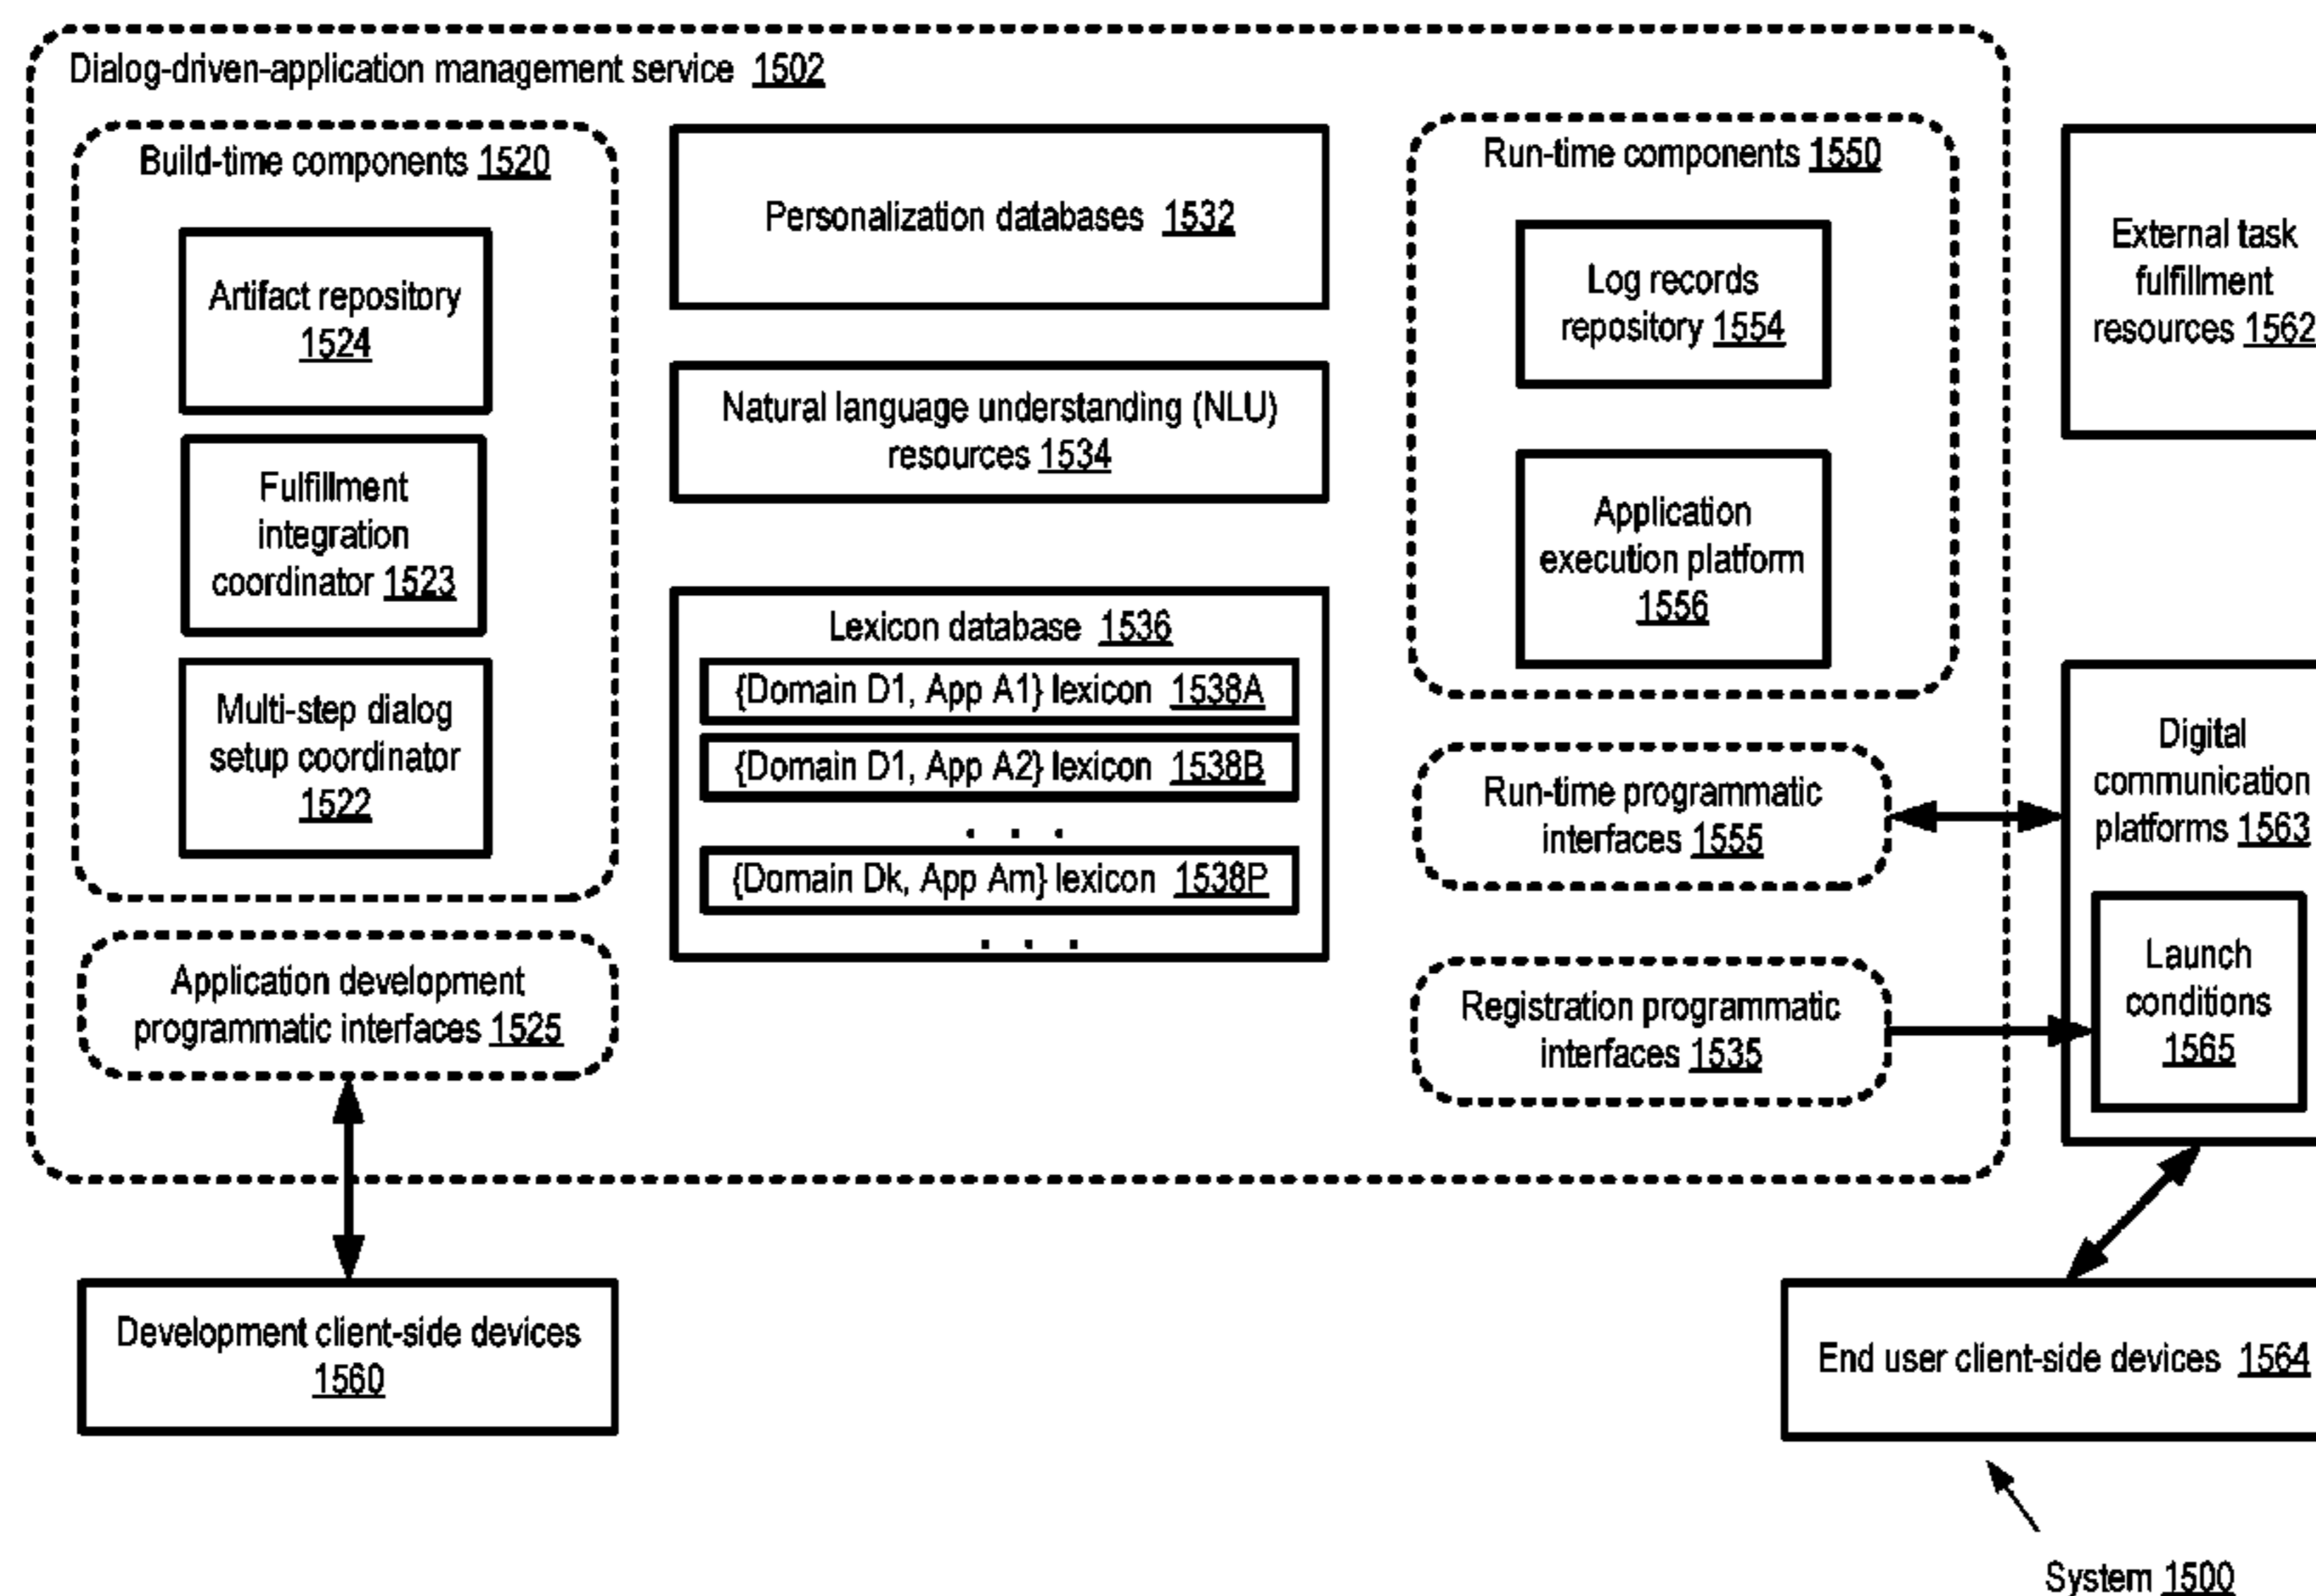 Dialog-driven-application management service 1502
Build-time components 1520
Artifact repository
1524
Fulfillment
integration
coordinator 1523
Multi-step dialog
setup coordinator
1522
Application development
programmatic interfaces 1525
Personalization databases 1532
Natural language understanding (NLU)
resources 1534
Lexicon database 1536
{Domain D1, App A1} lexicon 1538A
{Domain D1, App A2} lexicon 1538B
. . .
{Domain Dk, App Am} lexicon 1538P
. . .
Run-time components 1550
Log records
repository 1554
Application
execution platform
1556
Run-time programmatic
interfaces 1555
Registration programmatic
interfaces 1535
External task
fulfillment
resources 1562
Digital
communication
platforms 1563
Launch
conditions
1565
Development client-side devices
1560
End user client-side devices 1564
System 1500